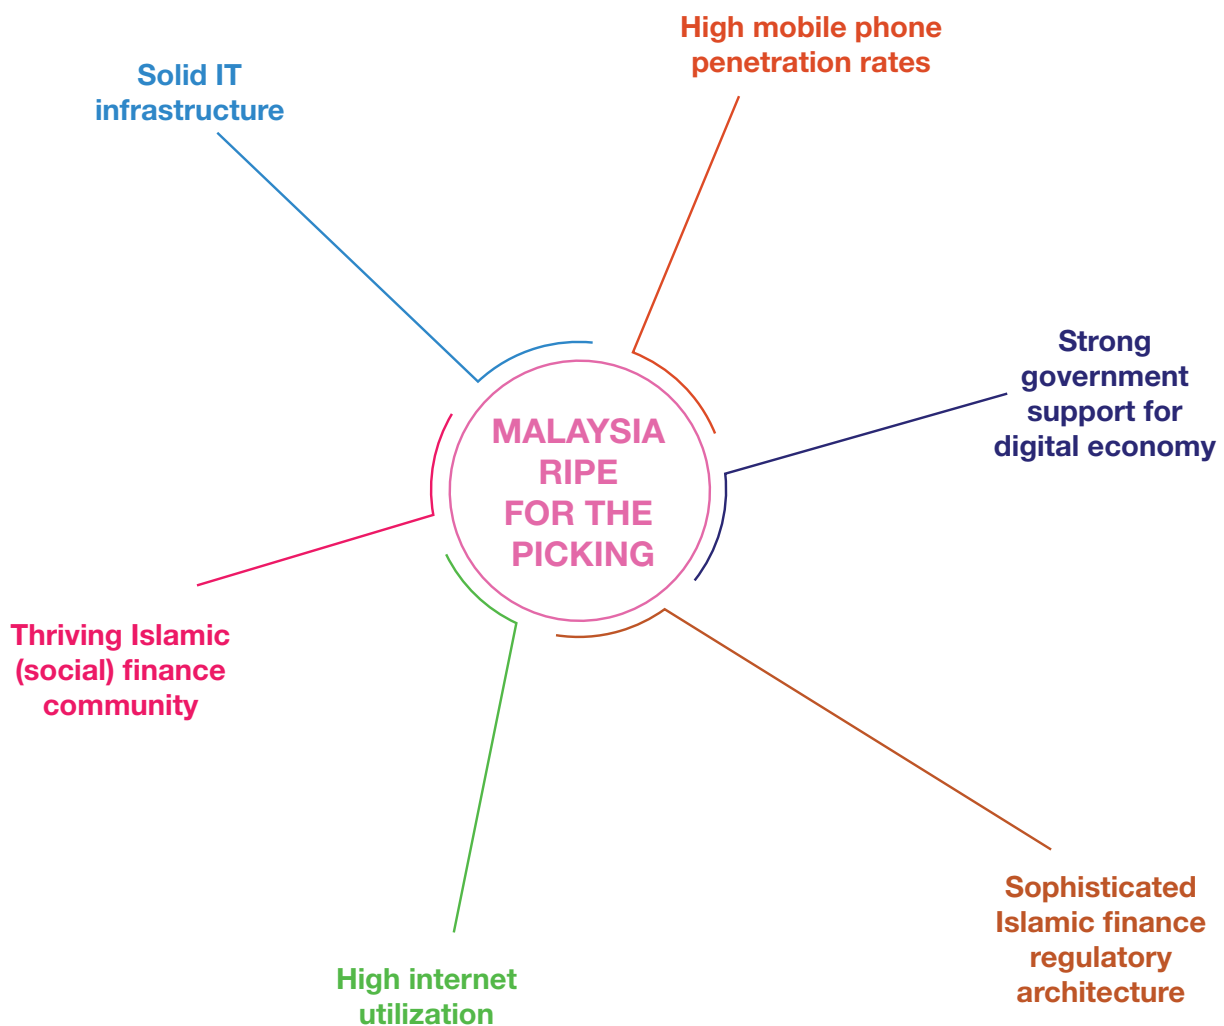 High mobile phone
penetration rates
Solid IT
infrastructure
Strong
government
support for
digital economy
MALAYSIA
RIPE
FOR THE
PICKING
Thriving Islamic
(social) finance
community
Sophisticated
Islamic finance
regulatory
architecture
High internet
utilization